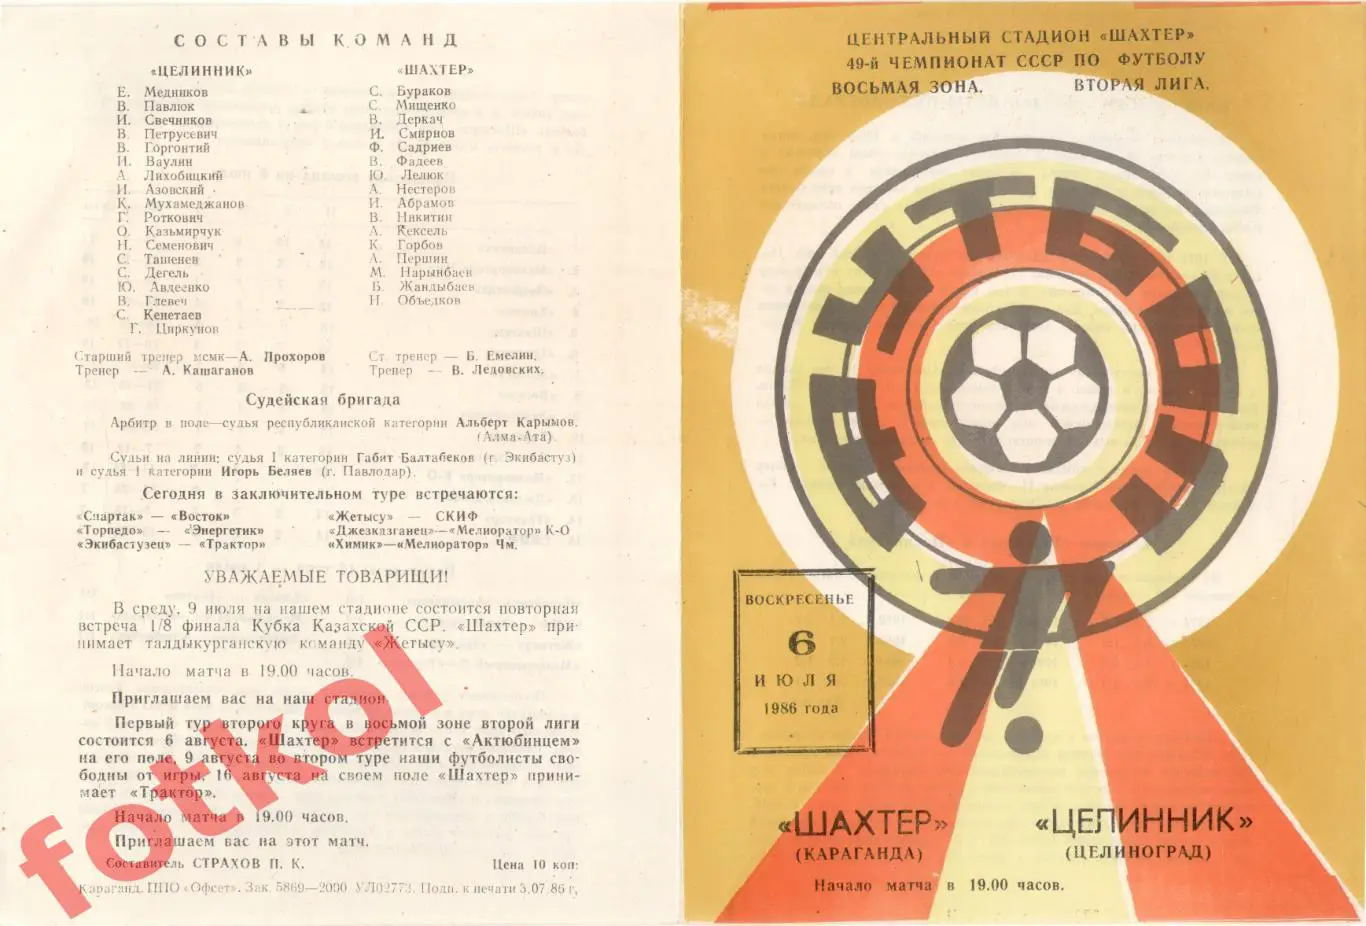 СОСТАВЫ КОМАНД
«ЦЕЛИННИК»
Е. Медников
В. Павлюк
И. Свечников
В. Петрусевич
В. Горгонтий
И. Ваулин
А. Лихобицкий
И. Азовский
К. Мухамеджанов
Г. Роткович
О. Казьмирчук
Н. Семенович
С. Ташенев
С. Дегель
Ю. Авдеенко
В. Глевеч
С. Кенетаев
Г. Циркунов
Старший тренер мсмк—А. Прохоров
Тренер — А. Кашаганов
«ШАХТЕР»
С. Бураков
С. Мищенко
В. Деркач
И. Смирнов
Ф. Садриев
В. Фадеев
Ю. Лелюк
А. Нестеров
И. Абрамов
В. Никитин
А. Кексель
К. Горбов
А. Першин
М. Нарынбаев
Б. Жандыбаев
Н. Объедков
Ст. тренер — Б. Емелин.
Тренер — В. Ледовских.
Судейская бригада
Арбитр в поле—судья республиканской категории Альберт Карымов.
(Алма-Ата).
Судьи на линии; судья I категории Габит Балтабеков (г. Экибастуз)
и судья I категории Игорь Беляев (г. Павлодар).
Сегодня в заключительном туре встречаются:
«Спартак» — «Восток»
«Торпедо» — «Энергетик»
«Экибастузец» — «Трактор»
«Жетысу» — СКИФ
«Джезказганец»—«Мелиоратор» К-О
«Химик»—«Мелиоратор» Чм.
УВАЖАЕМЫЕ ТОВАРИЩИ!
В среду, 9 июля на нашем стадионе состоится повторная
встреча 1/8 финала Кубка Казахской ССР. «Шахтер» при-
нимает талдыкурганскую команду «Жетысу».
Начало матча в 19.00 часов.
Приглашаем вас на наш стадион.
Первый тур второго круга в восьмой зоне второй лиги
состоится 6 августа. «Шахтер» встретится с «Актюбинцем»
на его поле, 9 августа во втором туре наши футболисты сво-
бодны от игры. 16 августа на своем поле «Шахтер» прини-
мает «Трактор».
Начало матча в 19.00 часов.
Приглашаем вас на этот матч.
Составитель СТРАХОВ П. К. Цена 10 коп:
Караганд. ППО «Офсет». Зак. 5869—2000 УЛ02773. Подп. к печати 3.07.86 г,
fotkol
ЦЕНТРАЛЬНЫЙ СТАДИОН «ШАХТЕР»
49-й ЧЕМПИОНАТ СССР ПО ФУТБОЛУ
ВОСЬМАЯ ЗОНА. ВТОРАЯ ЛИГА.
ФУТБОЛ
ВОСКРЕСЕНЬЕ
6
ИЮЛЯ
1986 года
«ШАХТЕР»
(КАРАГАНДА)
«ЦЕЛИННИК»
(ЦЕЛИНОГРАД)
Начало матча в 19.00 часов.